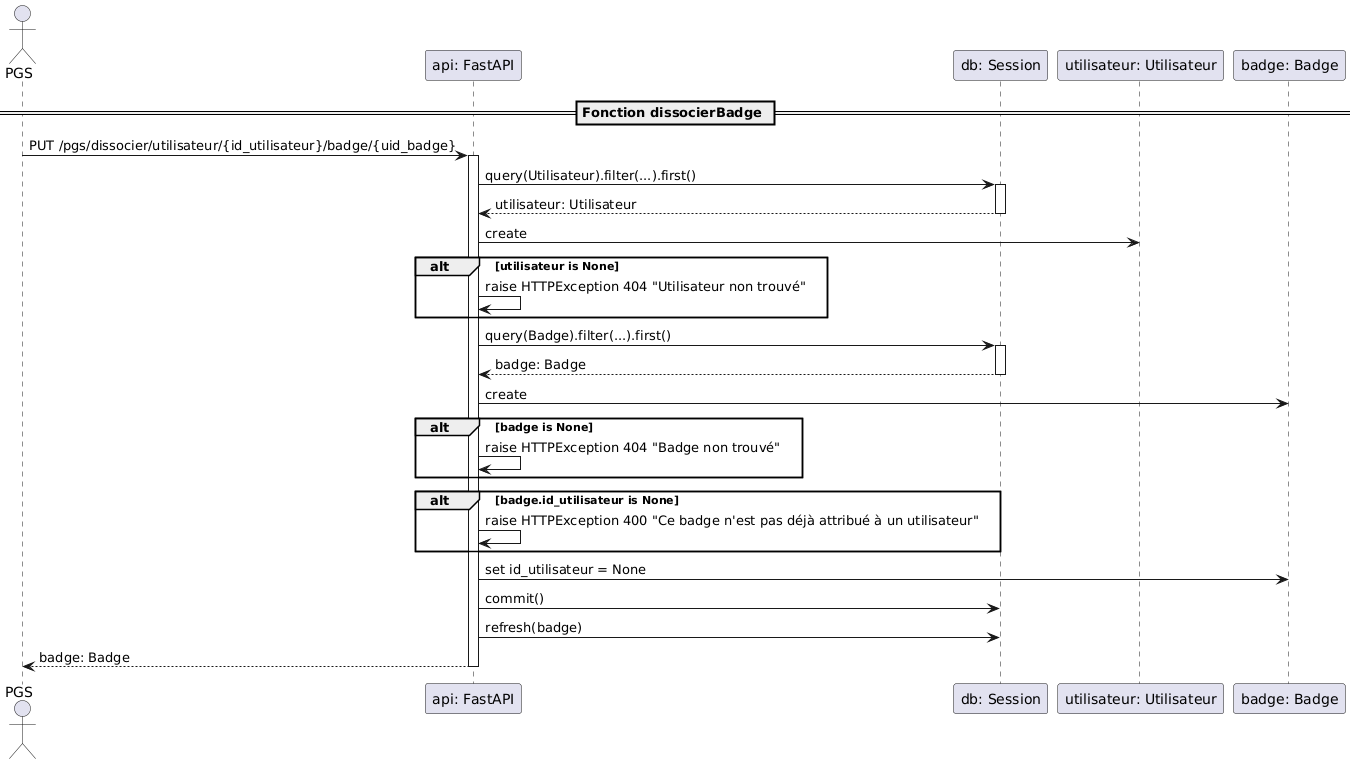 PGS
api: FastAPI
db: Session
utilisateur: Utilisateur
badge: Badge
Fonction dissocierBadge
PUT /pgs/dissocier/utilisateur/{id_utilisateur}/badge/{uid_badge}
query(Utilisateur).filter(...).first()
utilisateur: Utilisateur
create
alt [utilisateur is None]
raise HTTPException 404 "Utilisateur non trouvé"
query(Badge).filter(...).first()
badge: Badge
create
alt [badge is None]
raise HTTPException 404 "Badge non trouvé"
alt [badge.id_utilisateur is None]
raise HTTPException 400 "Ce badge n'est pas déjà attribué à un utilisateur"
set id_utilisateur = None
commit()
refresh(badge)
badge: Badge
PGS
api: FastAPI
db: Session
utilisateur: Utilisateur
badge: Badge